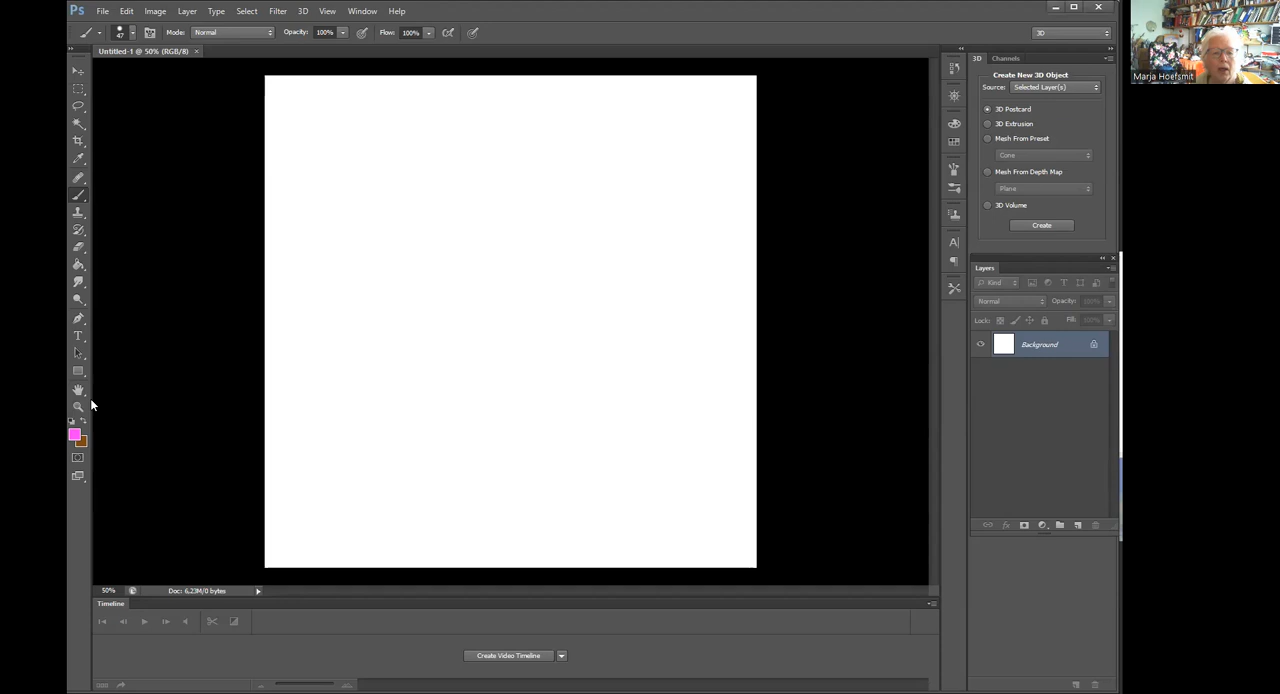 Ps File Edit Image Layer Type Select Filter 3D View Window Help
47 Mode: Normal Opacity: 100% Flow: 100% 3D
Untitled-1 @ 50% (RGB/8) ×
3D Channels
Create New 3D Object
Source: Selected Layer(s)
3D Postcard
3D Extrusion
Mesh From Preset
Cone
Mesh From Depth Map
Plane
3D Volume
Create
Layers
Kind
Normal Opacity: 100%
Lock: Fill: 100%
Background
50% Doc: 6,23M/0 bytes
Timeline
Create Video Timeline
Marja Hoefsmit